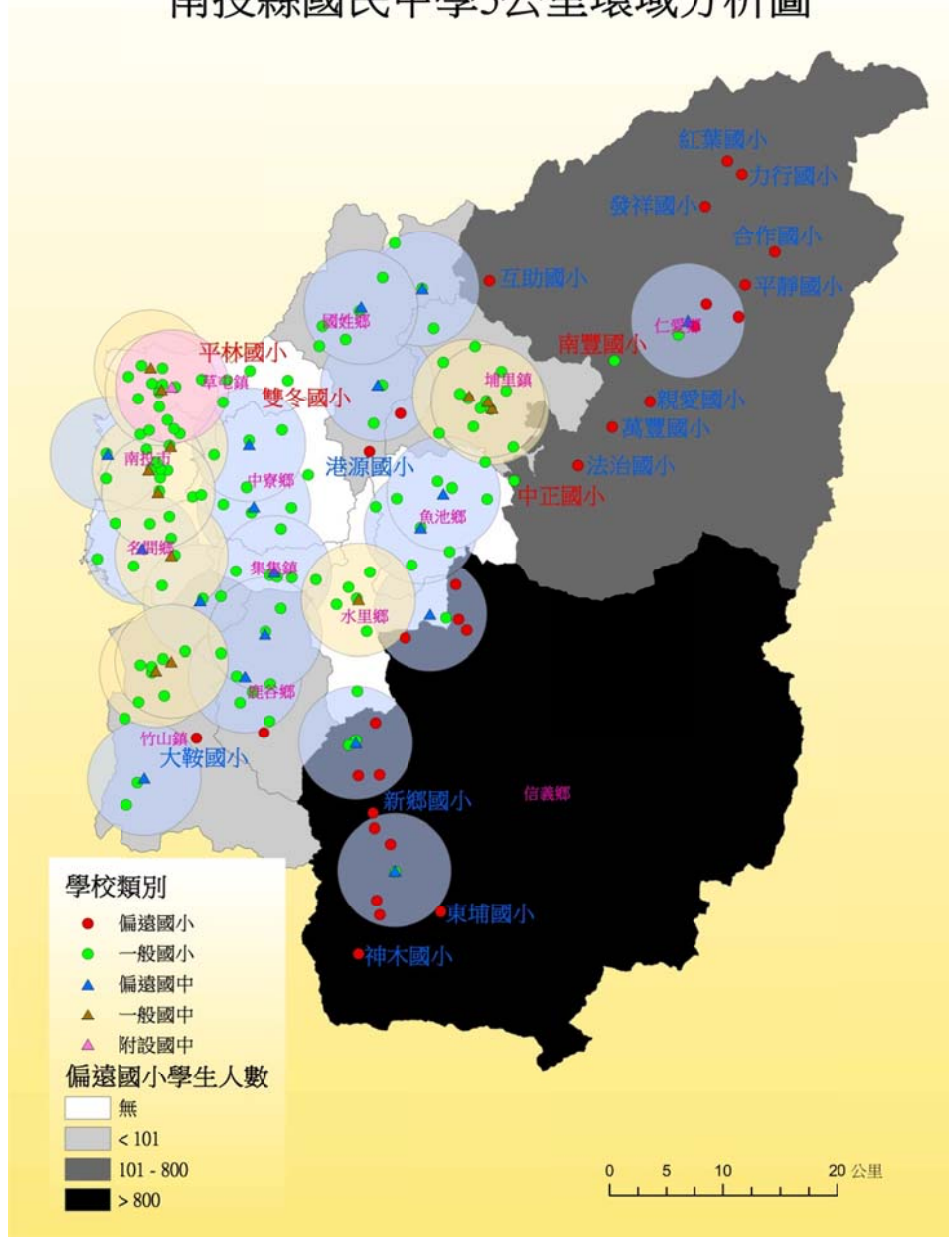 南投縣國民中學5公里環域分析圖
紅葉國小
力行國小
發祥國小
合作國小
互助國小
平靜國小
國姓鄉
仁愛鄉
平林國小
南豐國小
草屯鎮
埔里鎮
雙冬國小
親愛國小
萬豐國小
南投市
港源國小
法治國小
中寮鄉
中正國小
魚池鄉
名間鄉
集集鎮
水里鄉
鹿谷鄉
竹山鎮
大鞍國小
信義鄉
新鄉國小
東埔國小
神木國小
學校類別
偏遠國小
一般國小
偏遠國中
一般國中
附設國中
偏遠國小學生人數
無
< 101
101 - 800
> 800
0 5 10 20 公里